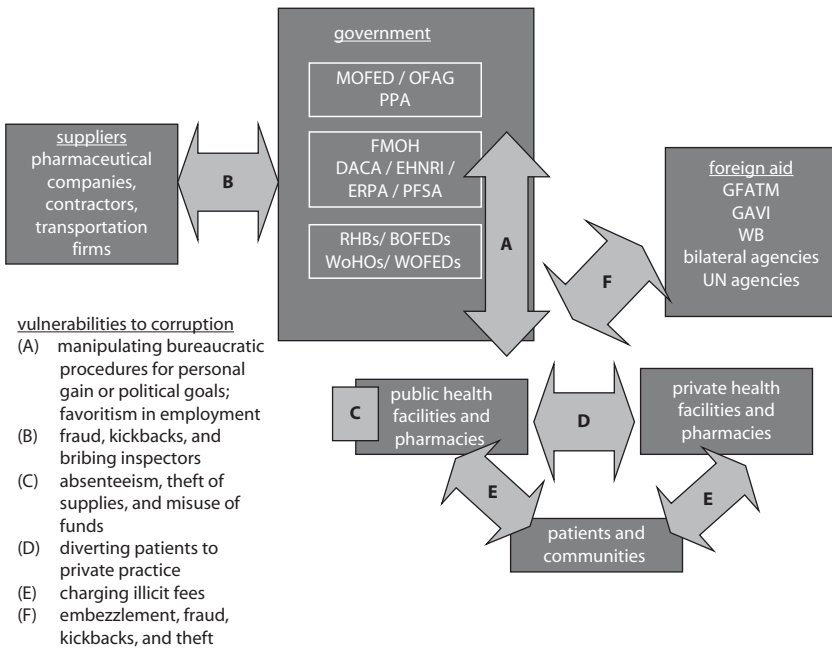 government
MOFED / OFAG
PPA
FMOH
DACA / EHNRI /
ERPA / PFSA
RHBs/ BOFEDs
WoHOs/ WOFEDs
A
suppliers
pharmaceutical
companies,
contractors,
transportation
firms
B
foreign aid
GFATM
GAVI
WB
bilateral agencies
UN agencies
F
vulnerabilities to corruption
(A) manipulating bureaucratic
procedures for personal
gain or political goals;
favoritism in employment
(B) fraud, kickbacks, and
bribing inspectors
(C) absenteeism, theft of
supplies, and misuse of
funds
(D) diverting patients to
private practice
(E) charging illicit fees
(F) embezzlement, fraud,
kickbacks, and theft
C
public health
facilities and
pharmacies
D
private health
facilities and
pharmacies
E
E
patients and
communities